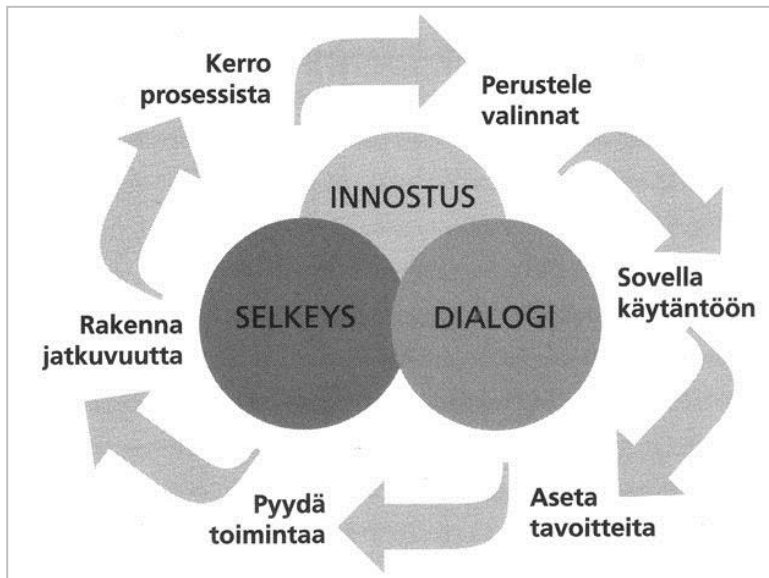 Kerro
prosessista
Perustele
valinnat
INNOSTUS
Sovella
käytäntöön
SELKEYS
DIALOGI
Rakenna
jatkuvuutta
Aseta
tavoitteita
Pyydä
toimintaa